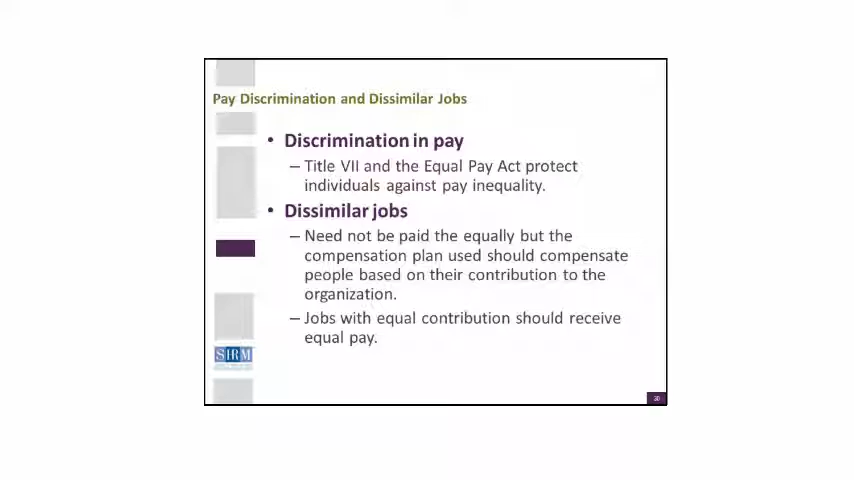 Pay Discrimination and Dissimilar Jobs
• Discrimination in pay
– Title VII and the Equal Pay Act protect
individuals against pay inequality.
• Dissimilar jobs
– Need not be paid the equally but the
compensation plan used should compensate
people based on their contribution to the
organization.
– Jobs with equal contribution should receive
equal pay.
SHRM
30